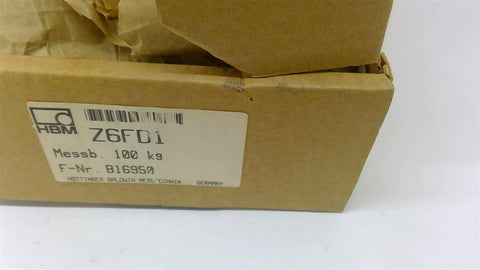 HBM
Z6FD1
Messb. 100 kg
F-Nr. B16950
HOTTINGER BALDWIN MESSTECHNIK GERMANY